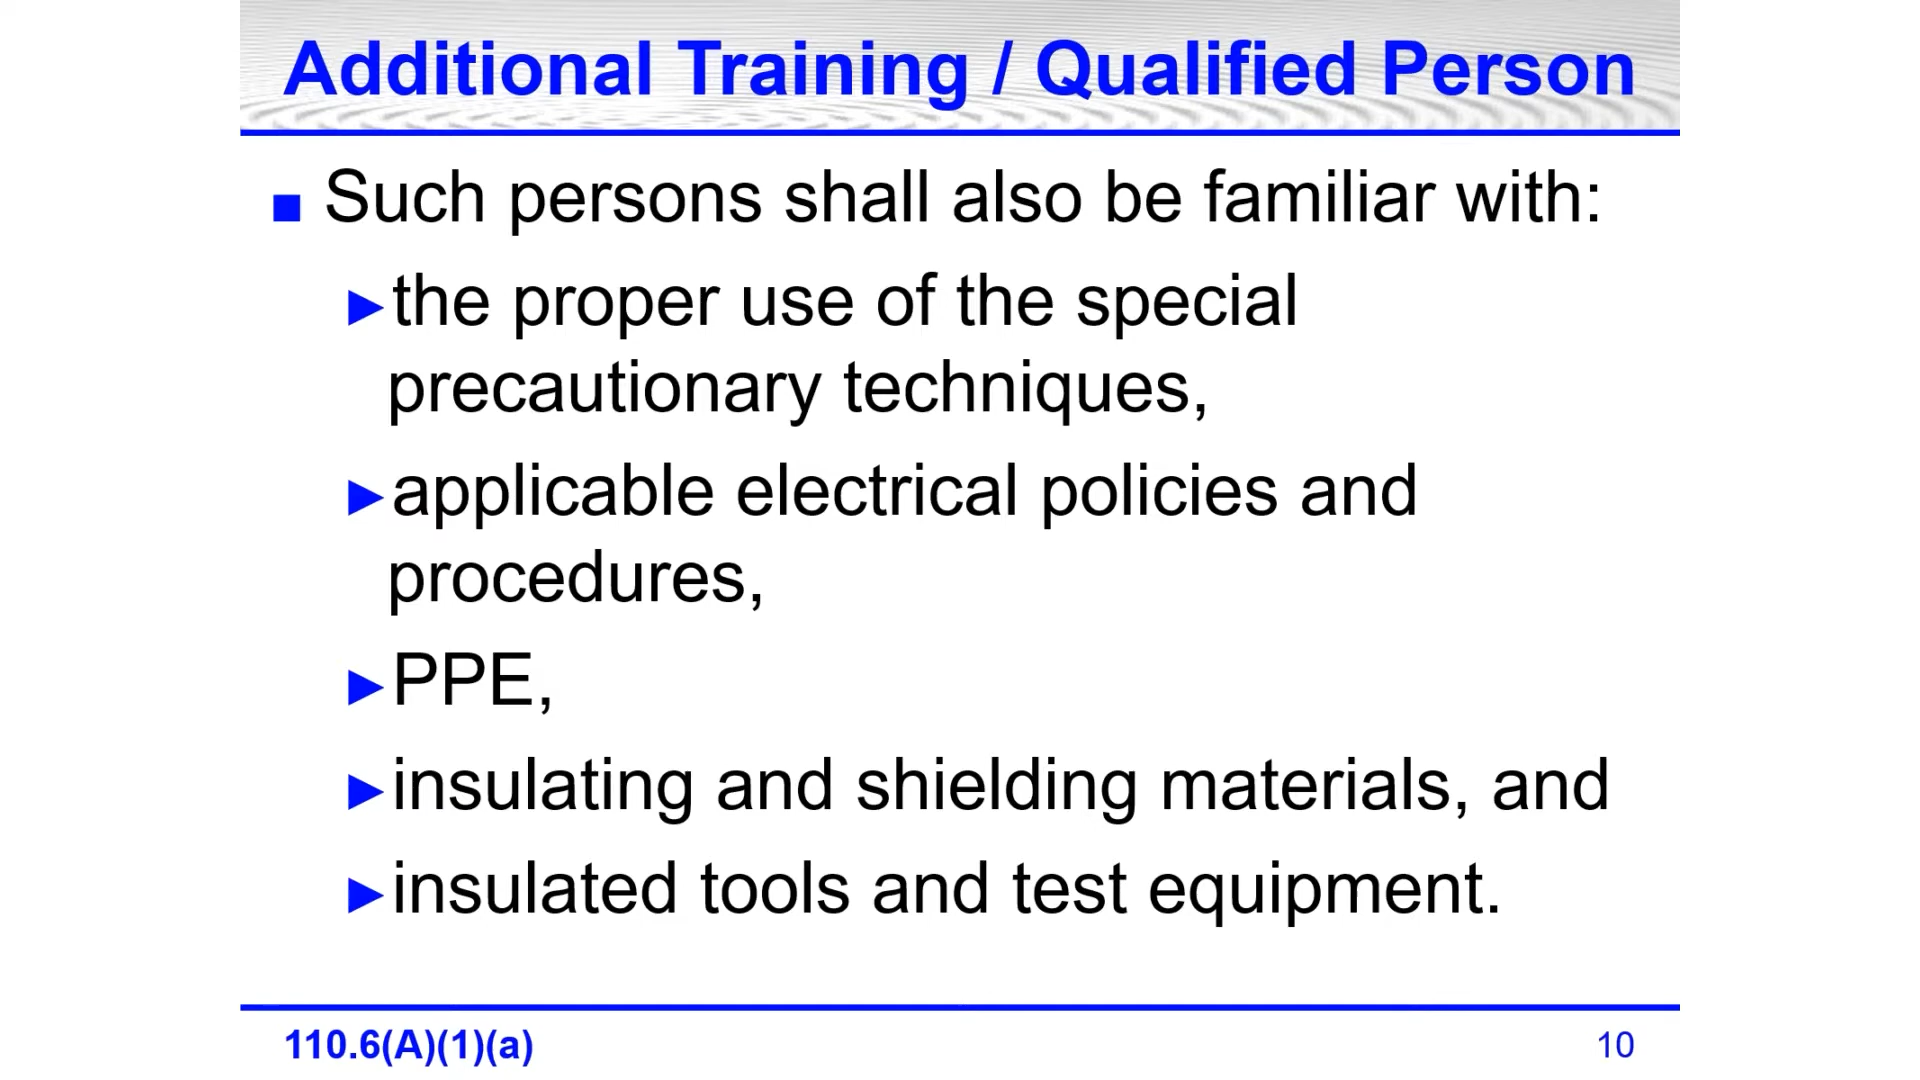 Additional Training / Qualified Person
■ Such persons shall also be familiar with:
►the proper use of the special
precautionary techniques,
►applicable electrical policies and
procedures,
►PPE,
►insulating and shielding materials, and
►insulated tools and test equipment.
110.6(A)(1)(a)
10